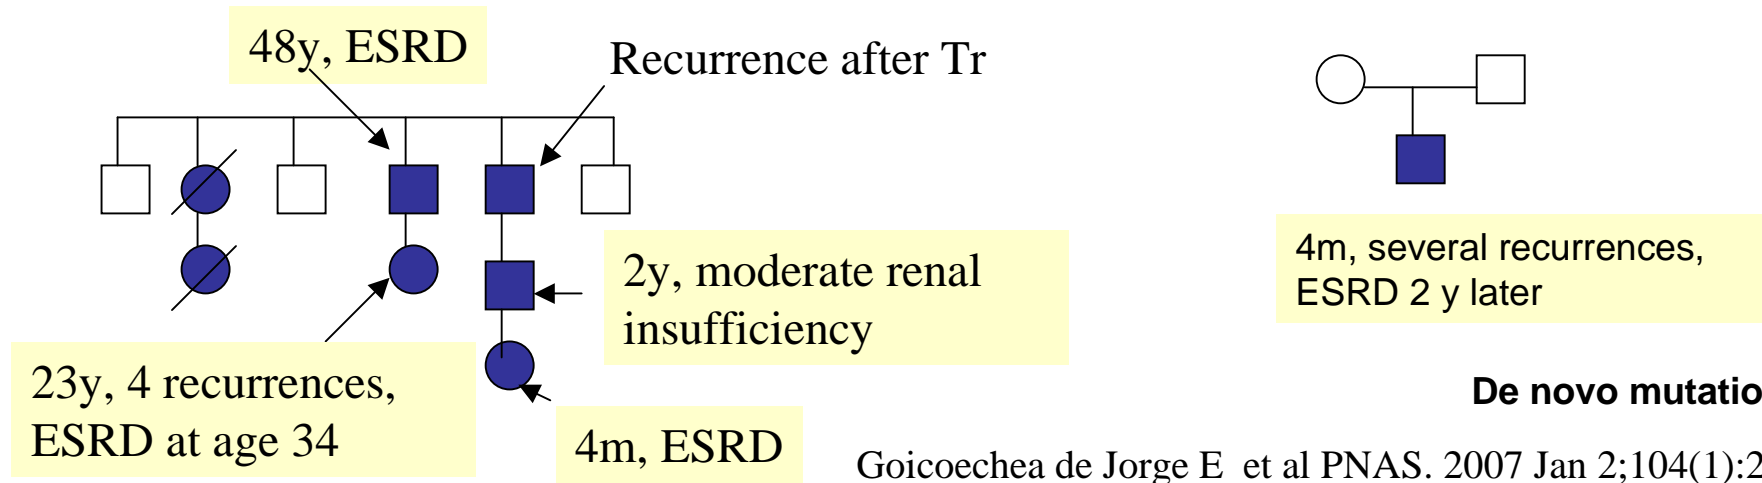 48y, ESRD
Recurrence after Tr
2y, moderate renal
insufficiency
23y, 4 recurrences,
ESRD at age 34
4m, ESRD
4m, several recurrences,
ESRD 2 y later
De novo mutatio
Goicoechea de Jorge E et al PNAS. 2007 Jan 2;104(1):2